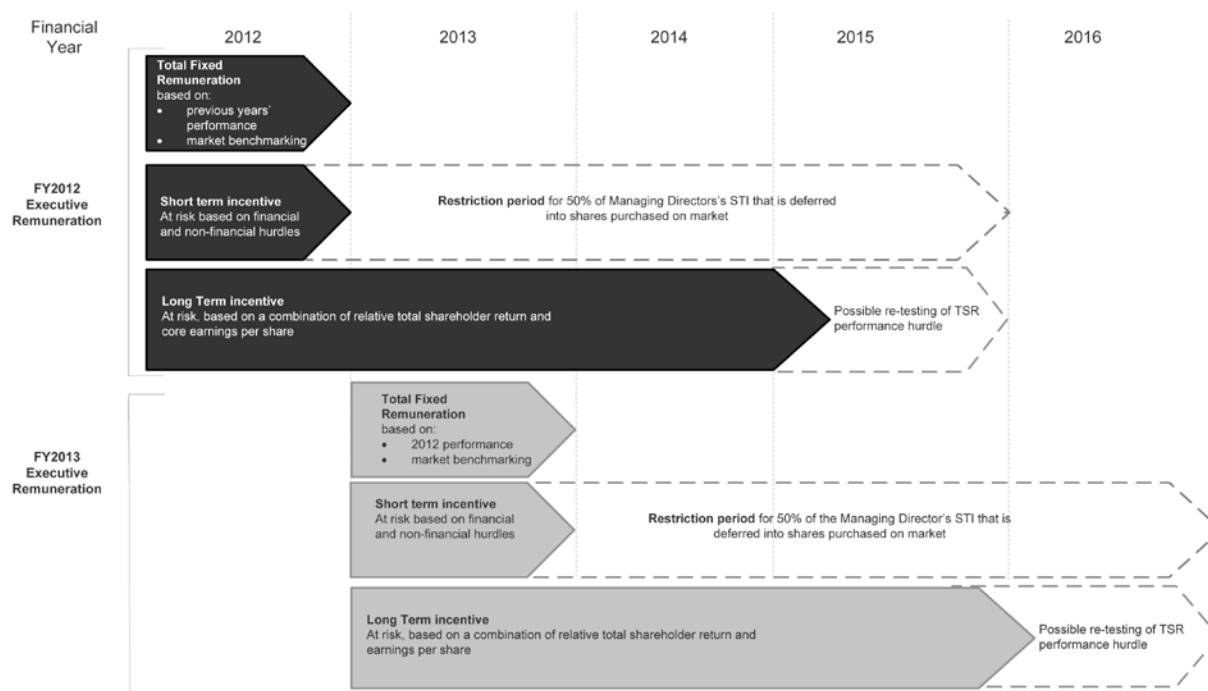 Financial
Year
2012
2013
2014
2015
2016
Total Fixed
Remuneration
based on:
• previous years'
performance
• market benchmarking
FY2012
Executive
Remuneration
Short term incentive
At risk based on financial
and non-financial hurdles
Restriction period for 50% of Managing Directors's STI that is deferred
into shares purchased on market
Long Term incentive
At risk, based on a combination of relative total shareholder return and
core earnings per share
Possible re-testing of TSR
performance hurdle
Total Fixed
Remuneration
based on:
• 2012 performance
• market benchmarking
FY2013
Executive
Remuneration
Short term incentive
At risk based on financial
and non-financial hurdles
Restriction period for 50% of the Managing Director's STI that is
deferred into shares purchased on market
Long Term incentive
At risk, based on a combination of relative total shareholder return and
earnings per share
Possible re-testing of TSR
performance hurdle